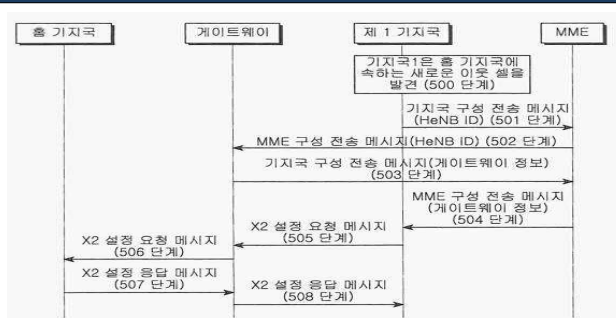 홈 기지국
게이트웨이
제 1 기지국
MME
기지국1은 홈 기지국에
속하는 새로운 이웃 셀을
발견 (500 단계)
기지국 구성 전송 메시지
(HeNB ID) (501 단계)
MME 구성 전송 메시지(HeNB ID) (502 단계)
기지국 구성 전송 메시지(게이트웨이 정보)
(503 단계)
MME 구성 전송 메시지
(게이트웨이 정보)
(504 단계)
X2 설정 요청 메시지
(505 단계)
X2 설정 요청 메시지
(506 단계)
X2 설정 응답 메시지
(507 단계)
X2 설정 응답 메시지
(508 단계)